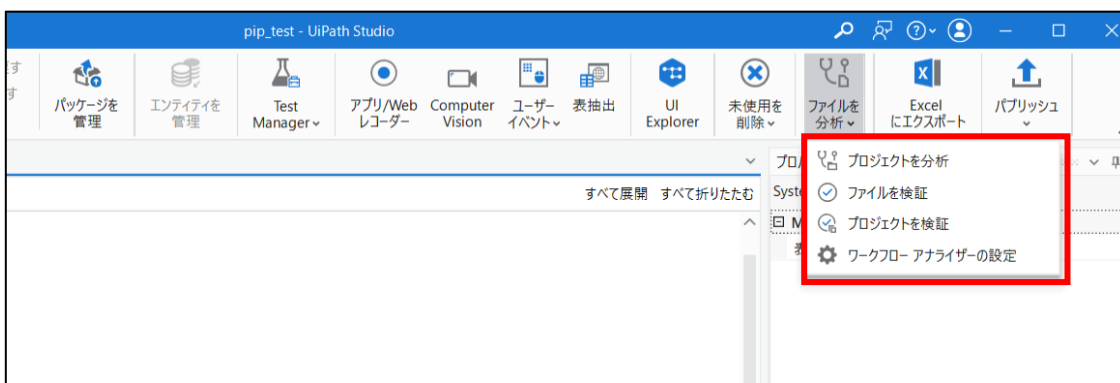 pip_test - UiPath Studio
す
す
パッケージを
管理
エンティティを
管理
Test
Manager
アプリ/Web
レコーダー
Computer
Vision
ユーザー
イベント
表抽出
UI
Explorer
未使用を
削除
ファイルを
分析
Excel
にエクスポート
パブリッシュ
すべて展開 すべて折りたたむ
プロ
Syste
M
プロジェクトを分析
ファイルを検証
プロジェクトを検証
ワークフロー アナライザーの設定